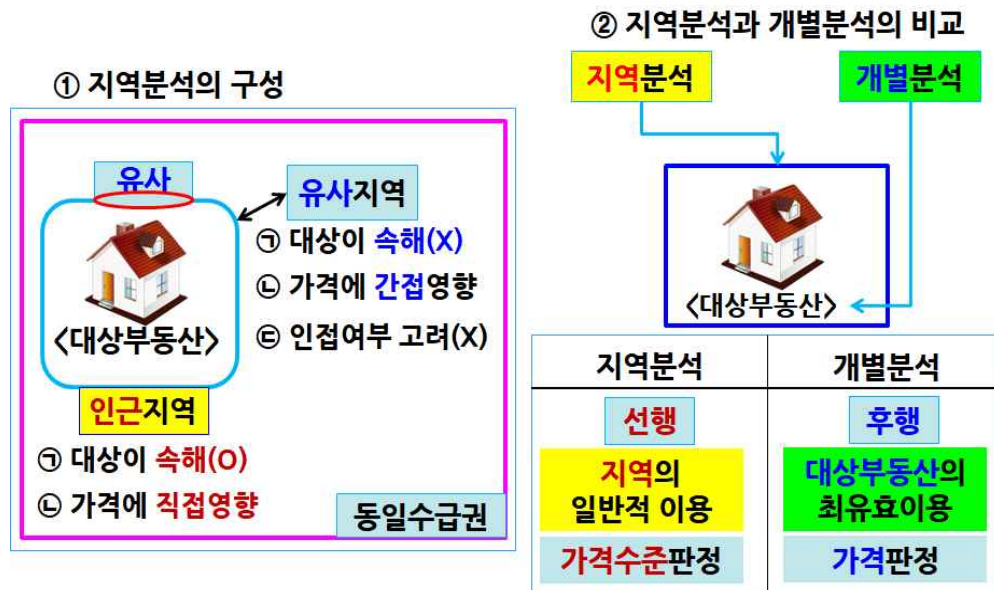 ① 지역분석의 구성
유사
〈대상부동산〉
유사지역
㉠ 대상이 속해(X)
㉡ 가격에 간접영향
㉢ 인접여부 고려(X)
인근지역
㉠ 대상이 속해(O)
㉡ 가격에 직접영향
동일수급권
② 지역분석과 개별분석의 비교
지역분석
개별분석
〈대상부동산〉
지역분석
개별분석
선행
후행
지역의
일반적 이용
대상부동산의
최유효이용
가격수준판정
가격판정